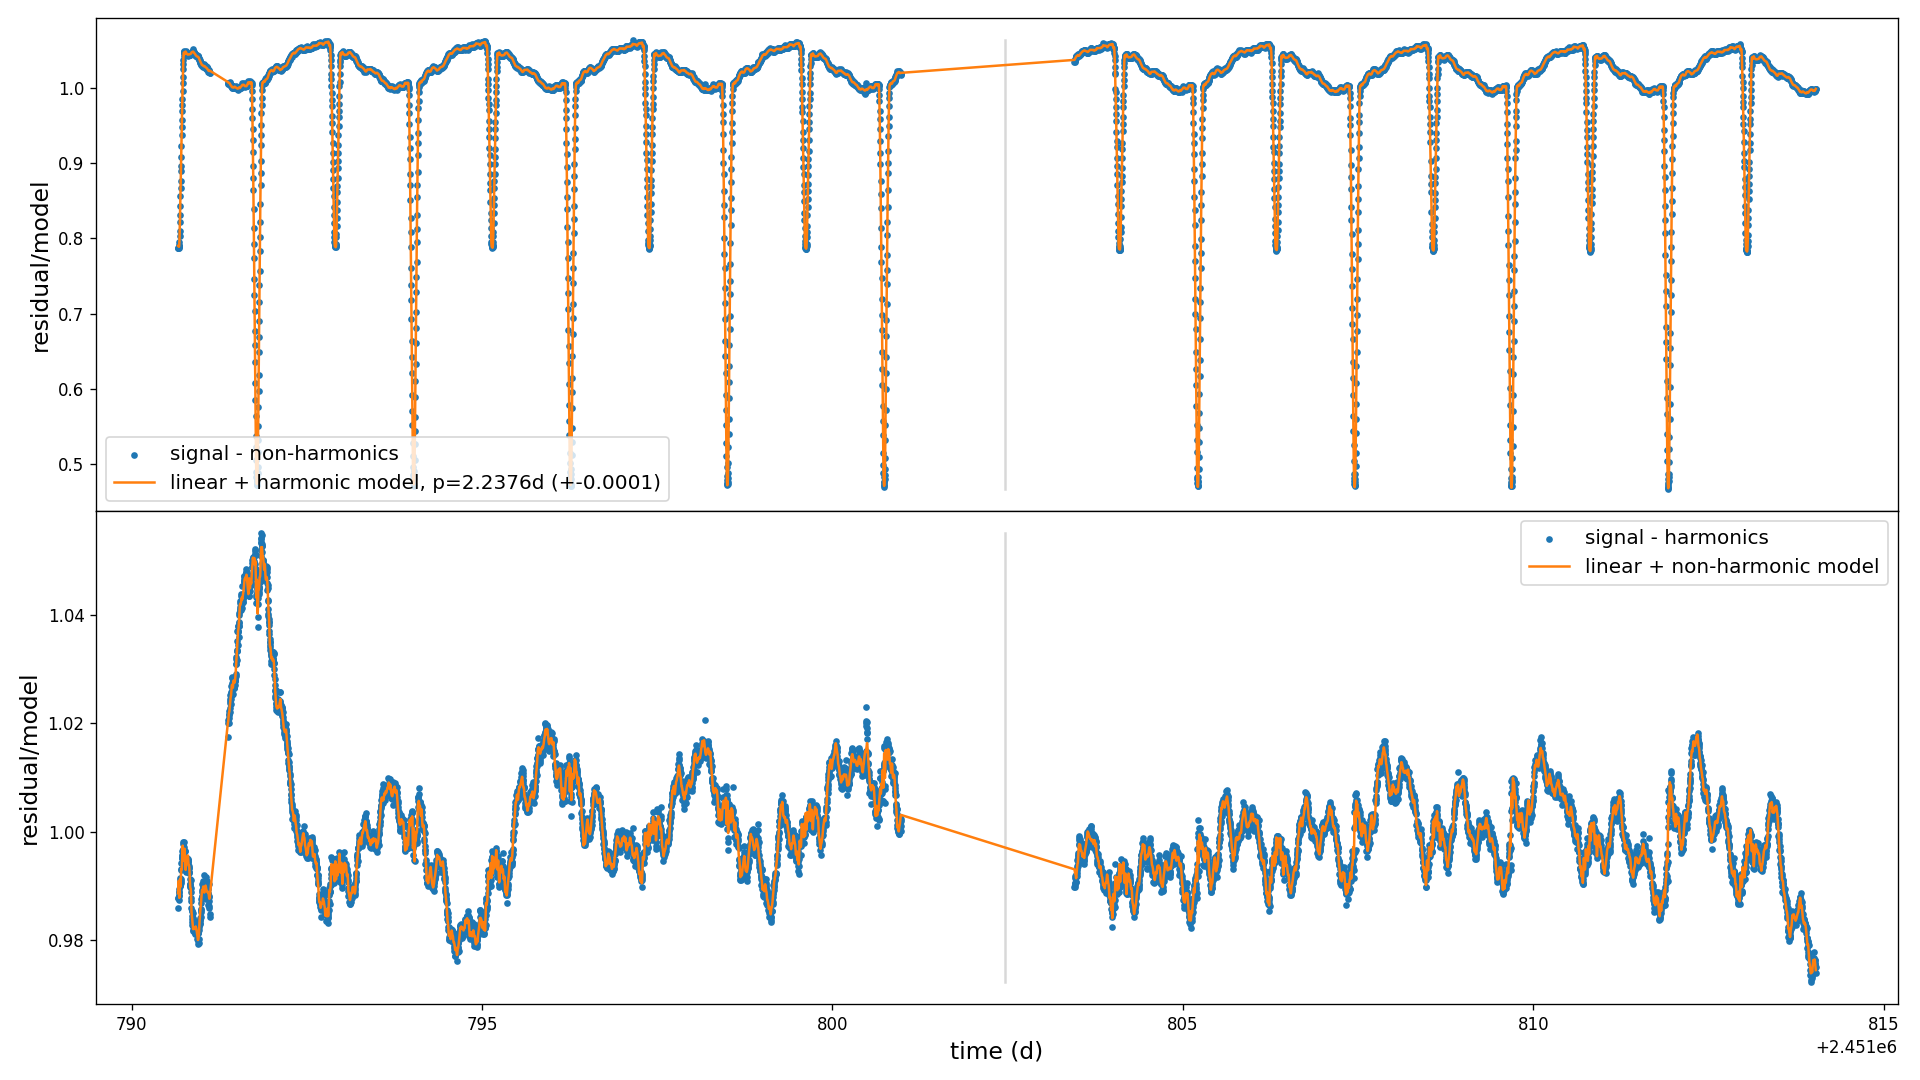 residual/model
1.0
0.9
0.8
0.7
0.6
0.5
signal - non-harmonics
linear + harmonic model, p=2.2376d (+-0.0001)
residual/model
1.04
1.02
1.00
0.98
signal - harmonics
linear + non-harmonic model
790 795 800 805 810 815
time (d)
+2.451e6